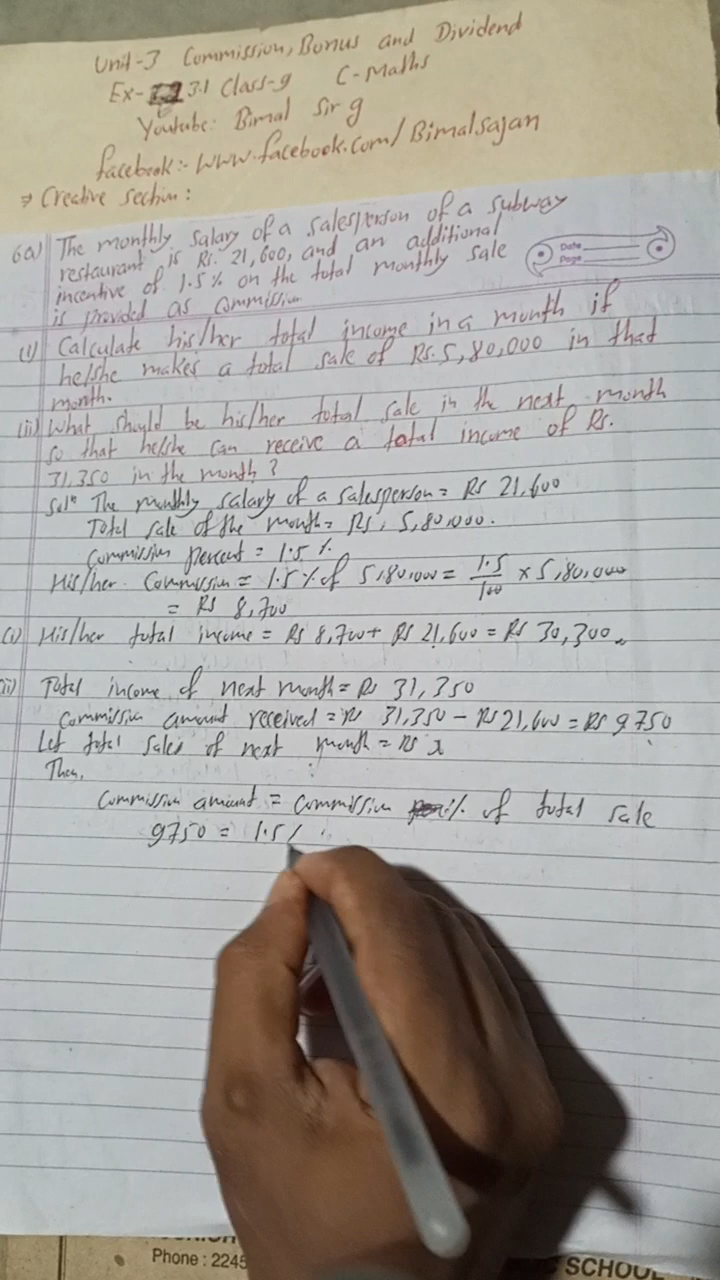 Unit-3 Commission, Bonus and Dividend
Ex- 3.1 Class-9 C-Maths
Youtube: Bimal Sir g
facebook:- www.facebook.com/Bimalsajan
⇒ Creative section:
6a) The monthly salary of a salesperson of a subway
restaurant is Rs. 21,600, and an additional
incentive of 1.5% on the total monthly sale
is provided as commission
Date
Page
(i) Calculate his/her total income in a month if
he/she makes a total sale of Rs. 5,80,000 in that
month.
(ii) What should be his/her total sale in the next month
so that he/she can receive a total income of Rs.
31,350 in the month?
Solⁿ The monthly salary of a salesperson = Rs 21,600
Total sale of the month = Rs. 5,80,000.
Commission percent = 1.5%
His/her Commission = 1.5% of 5,80,000 = 1.5/100 × 5,80,000
= Rs 8,700
(i) His/her total income = Rs 8,700 + Rs 21,600 = Rs 30,300
(ii) Total income of next month = Rs 31,350
Commission amount received = Rs 31,350 - Rs 21,600 = Rs 9750
Let total sales of next month = Rs x
Then,
Commission amount = Commission % of total sale
9750 = 1.5%
Phone : 2245
SCHOOL